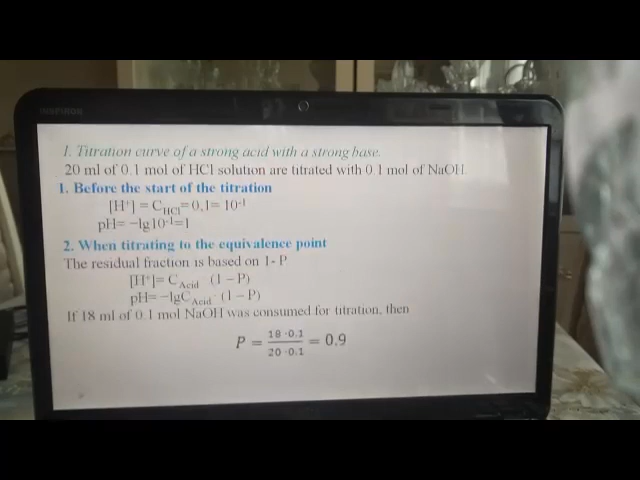 1. Titration curve of a strong acid with a strong base.
20 ml of 0.1 mol of HCl solution are titrated with 0.1 mol of NaOH.
1. Before the start of the titration
[H⁺] = C_HCl = 0,1= 10⁻¹
pH= −lg10⁻¹=1
2. When titrating to the equivalence point
The residual fraction is based on 1- P
[H⁺]= C_Acid (1 – P)
pH= −lgC_Acid · (1 – P)
If 18 ml of 0.1 mol NaOH was consumed for titration, then
P = (18 ·0.1)/(20 ·0.1) = 0,9